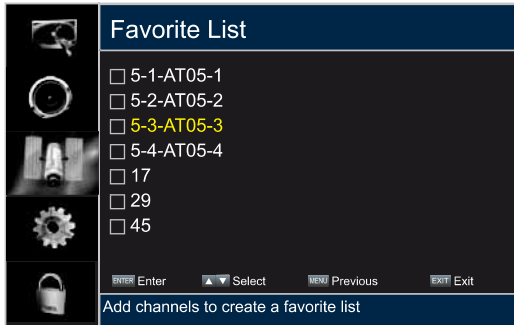 Favorite List
5-1-AT05-1
5-2-AT05-2
5-3-AT05-3
5-4-AT05-4
17
29
45
ENTER Enter ▲ ▼ Select MENU Previous EXIT Exit
Add channels to create a favorite list